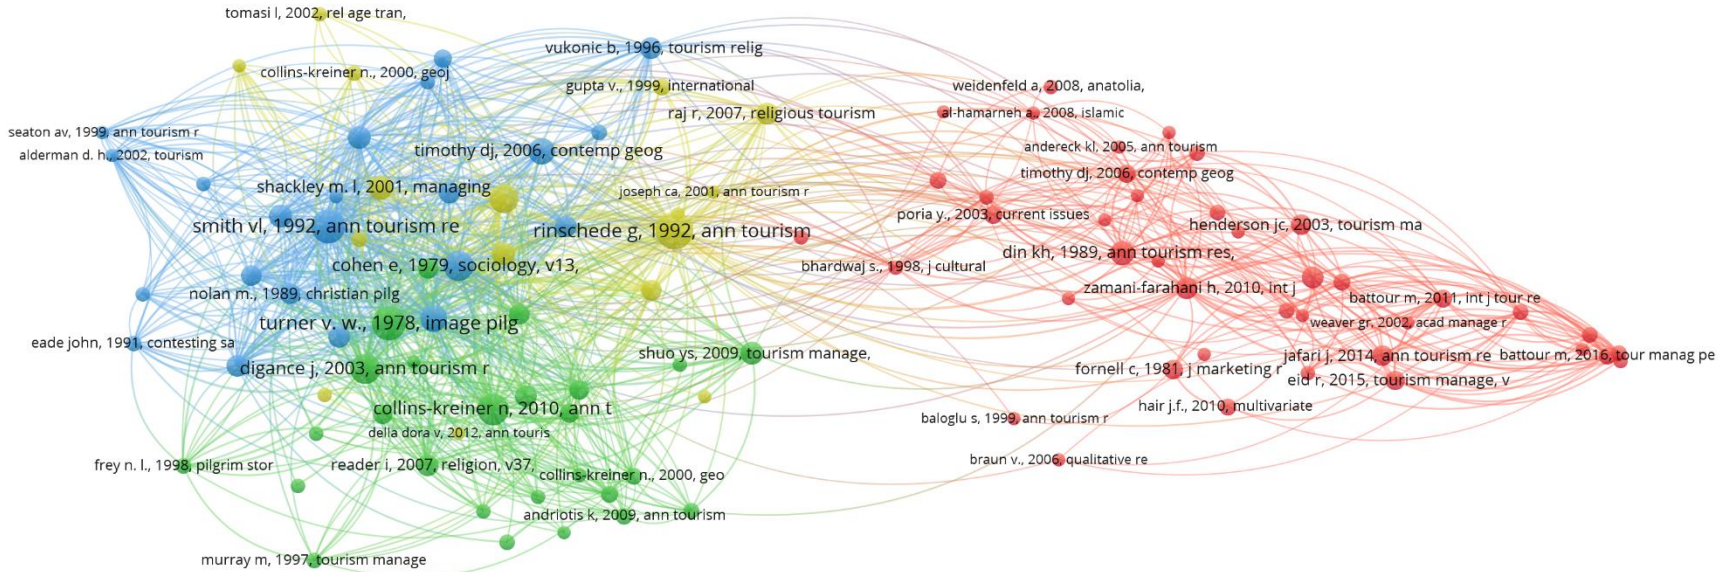 tomasi l, 2002, rel age tran,
vukonic b, 1996, tourism relig
collins-kreiner n., 2000, geoj
gupta v., 1999, international
weidenfeld a, 2008, anatolia,
raj r, 2007, religious tourism
al-hamarneh a., 2008, islamic
seaton av, 1999, ann tourism r
alderman d. h., 2002, tourism
timothy dj, 2006, contemp geog
andereck kl, 2005, ann tourism
timothy dj, 2006, contemp geog
shackley m. l, 2001, managing
joseph ca, 2001, ann tourism r
poria y., 2003, current issues
smith vl, 1992, ann tourism re
rinschede g, 1992, ann tourism
henderson jc, 2003, tourism ma
din kh, 1989, ann tourism res,
cohen e, 1979, sociology, v13,
bhardwaj s., 1998, j cultural
nolan m., 1989, christian pilg
zamani-farahani h, 2010, int j
battour m, 2011, int j tour re
turner v. w., 1978, image pilg
weaver gr, 2002, acad manage r
eade john, 1991, contesting sa
shuo ys, 2009, tourism manage,
jafari j, 2014, ann tourism re
battour m, 2016, tour manag pe
digance j, 2003, ann tourism r
fornell c, 1981, j marketing r
eid r, 2015, tourism manage, v
collins-kreiner n, 2010, ann t
hair j.f., 2010, multivariate
baloglu s, 1999, ann tourism r
della dora v, 2012, ann touris
braun v., 2006, qualitative re
frey n. l., 1998, pilgrim stor
reader i, 2007, religion, v37,
collins-kreiner n., 2000, geo
andriotis k, 2009, ann tourism
murray m, 1997, tourism manage